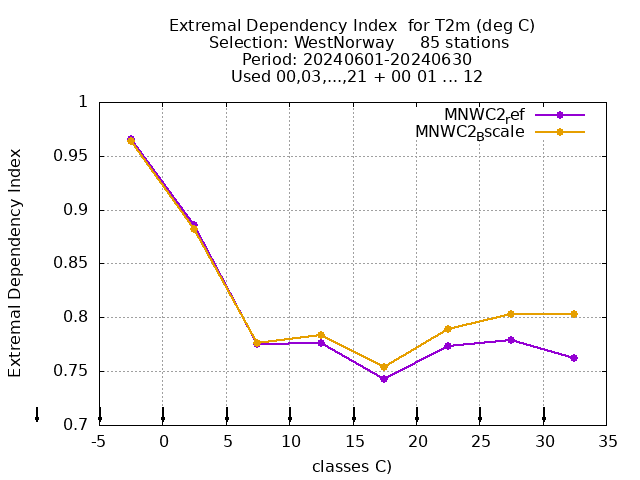 Extremal Dependency Index  for T2m (deg C)
Selection: WestNorway     85 stations
Period: 20240601-20240630
Used 00,03,...,21 + 00 01 ... 12
MNWC2ref
MNWC2Bscale
Extremal Dependency Index
1
0.95
0.9
0.85
0.8
0.75
0.7
-5 0 5 10 15 20 25 30 35
classes C)